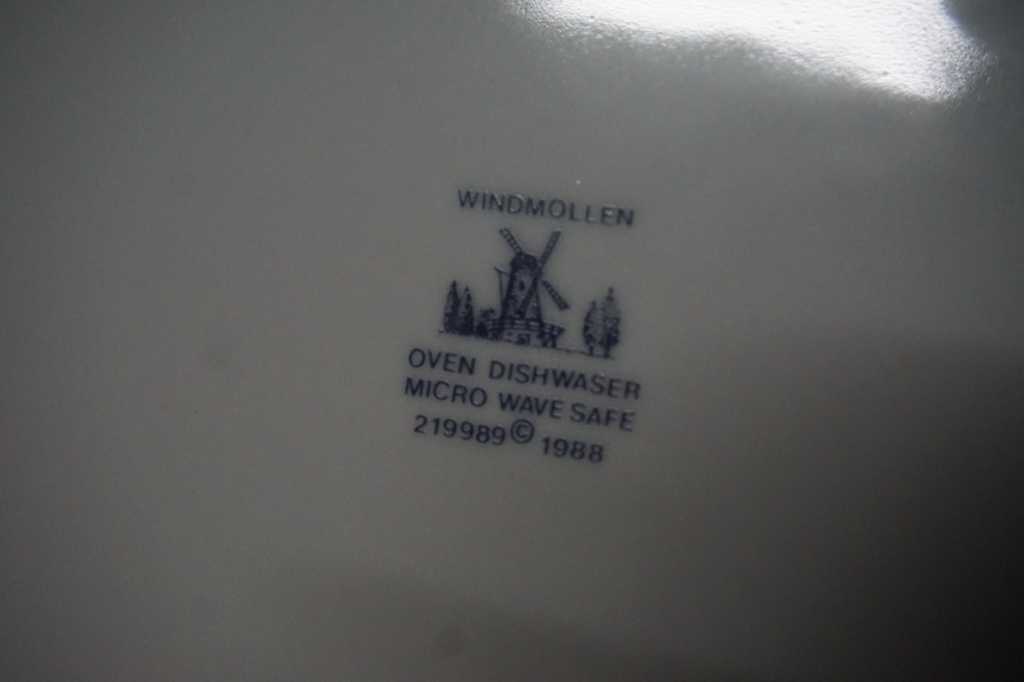 WINDMOLLEN
OVEN DISHWASER
MICRO WAVE SAFE
219989 © 1988